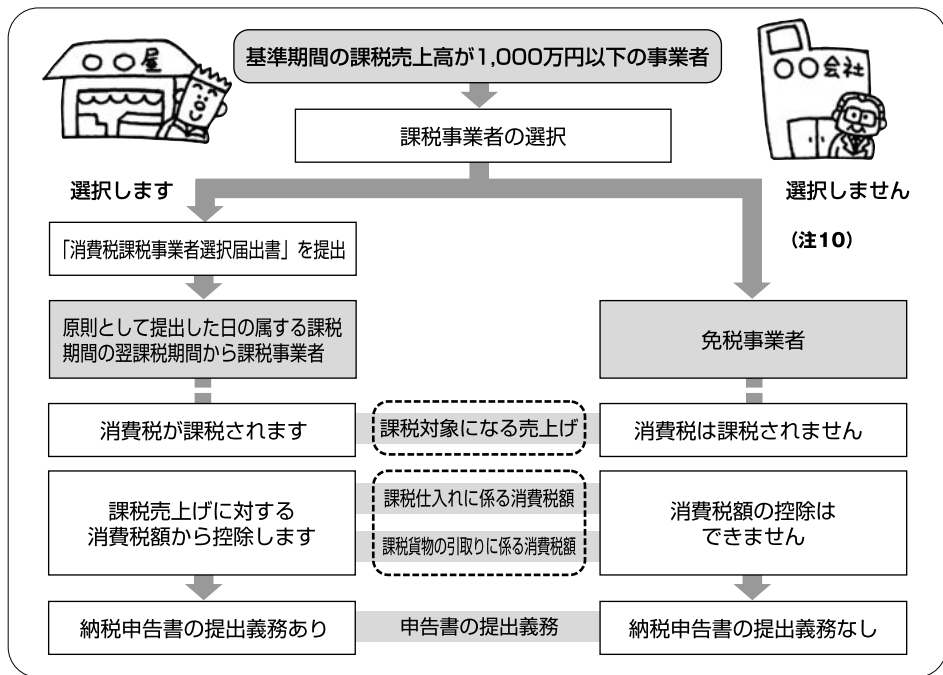 ○○屋
基準期間の課税売上高が1,000万円以下の事業者
○○会社
課税事業者の選択
選択します
選択しません
(注10)
「消費税課税事業者選択届出書」を提出
原則として提出した日の属する課税
期間の翌課税期間から課税事業者
免税事業者
消費税が課税されます
課税対象になる売上げ
消費税は課税されません
課税売上げに対する
消費税額から控除します
課税仕入れに係る消費税額
課税貨物の引取りに係る消費税額
消費税額の控除は
できません
納税申告書の提出義務あり
申告書の提出義務
納税申告書の提出義務なし